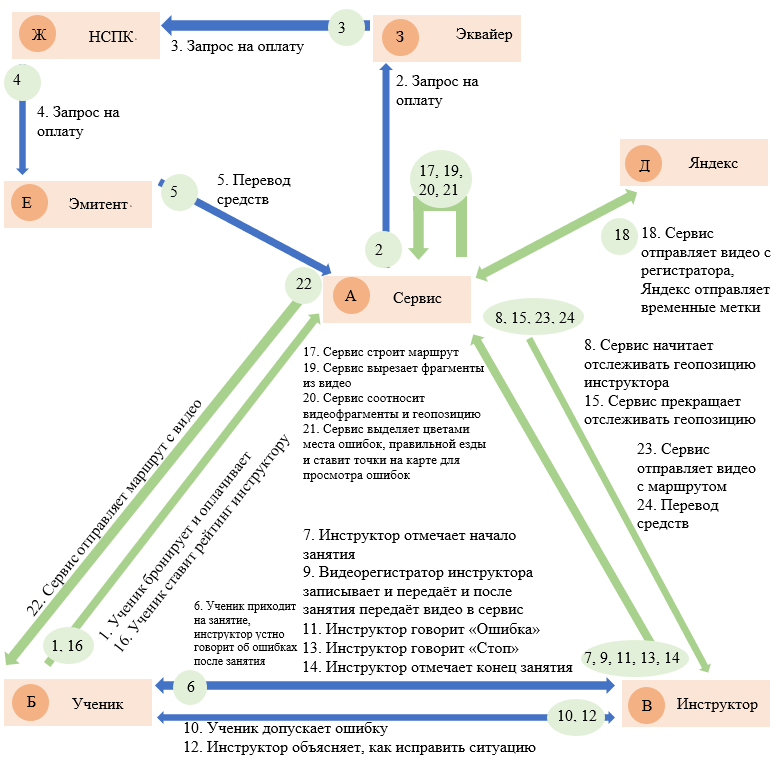 Ж
НСПК.
3
3. Запрос на оплату
З
Эквайер
4
4. Запрос на
оплату
2. Запрос на
оплату
Е
Эмитент.
5
5. Перевод
средств
17, 19,
20, 21
Д
Яндекс
18
18. Сервис
отправляет видео с
регистратора,
Яндекс отправляет
временные метки
2
22
А
Сервис
8, 15, 23, 24
17. Сервис строит маршрут
19. Сервис вырезает фрагменты
из видео
20. Сервис соотносит
видеофрагменты и геопозицию
21. Сервис выделяет цветами
места ошибок, правильной езды
и ставит точки на карте для
просмотра ошибок
8. Сервис начитает
отслеживать геопозицию
инструктора
15. Сервис прекращает
отслеживать геопозицию
23. Сервис
отправляет видео
с маршрутом
24. Перевод
средств
22. Сервис отправляет маршрут с видео
1. Ученик бронирует и оплачивает
16. Ученик ставит рейтинг инструктору
7. Инструктор отмечает начало
занятия
9. Видеорегистратор инструктора
записывает и передаёт и после
занятия передаёт видео в сервис
11. Инструктор говорит «Ошибка»
13. Инструктор говорит «Стоп»
14. Инструктор отмечает конец занятия
6. Ученик приходит
на занятие,
инструктор устно
говорит об ошибках
после занятия
1, 16
7, 9, 11, 13, 14
Б
Ученик
6
В
Инструктор
10, 12
10. Ученик допускает ошибку
12. Инструктор объясняет, как исправить ситуацию